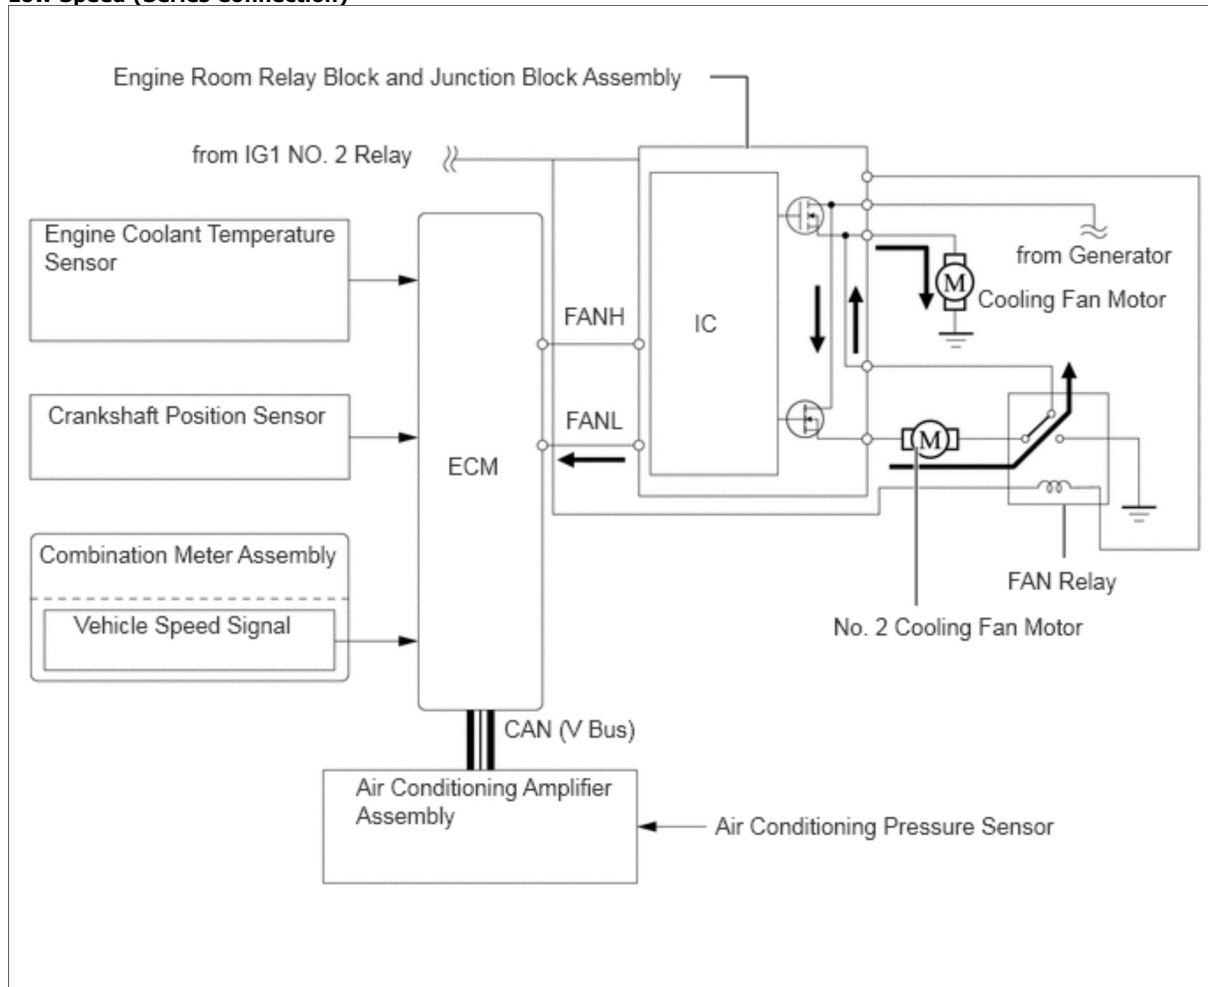 Low Speed (Series Connection)
Engine Room Relay Block and Junction Block Assembly
from IG1 NO. 2 Relay
Engine Coolant Temperature
Sensor
from Generator
M
Cooling Fan Motor
FANH
IC
Crankshaft Position Sensor
FANL
M
ECM
Combination Meter Assembly
FAN Relay
Vehicle Speed Signal
No. 2 Cooling Fan Motor
CAN (V Bus)
Air Conditioning Amplifier
Assembly
Air Conditioning Pressure Sensor